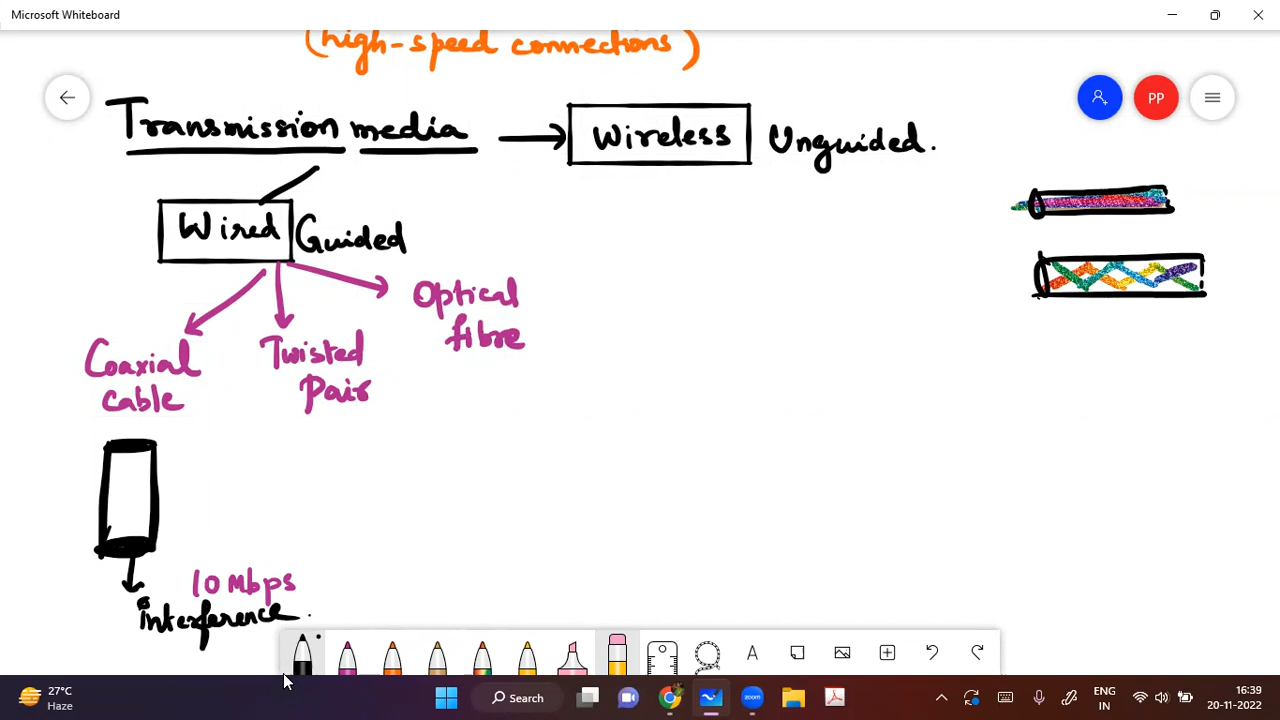 Microsoft Whiteboard
(high-speed connections)
PP
Transmission media
Wireless Unguided.
Wired Guided
Optical
fibre
Coaxial
cable
Twisted
Pair
10 Mbps
interference.
A
27°C
Haze
Search
ENG
IN
16:39
20-11-2022